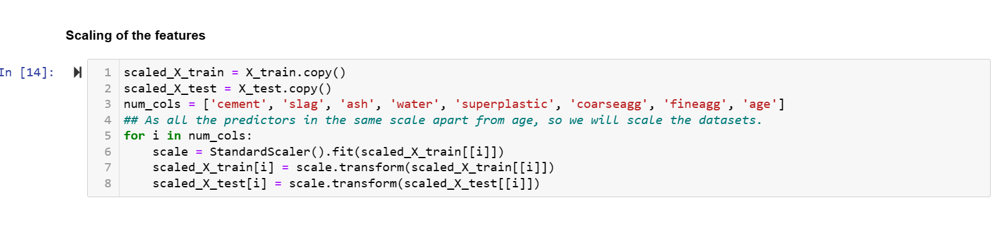 Scaling of the features
In [14]:
1 scaled_X_train = X_train.copy()
2 scaled_X_test = X_test.copy()
3 num_cols = ['cement', 'slag', 'ash', 'water', 'superplastic', 'coarseagg', 'fineagg', 'age']
4 ## As all the predictors in the same scale apart from age, so we will scale the datasets.
5 for i in num_cols:
6     scale = StandardScaler().fit(scaled_X_train[[i]])
7     scaled_X_train[i] = scale.transform(scaled_X_train[[i]])
8     scaled_X_test[i] = scale.transform(scaled_X_test[[i]])